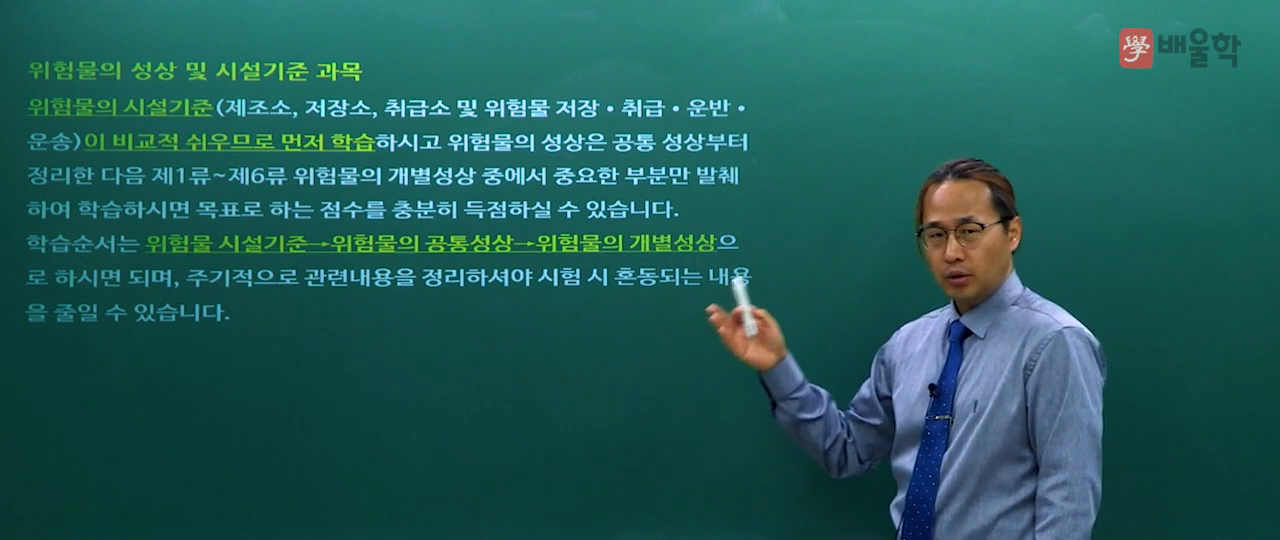 學 배울학
위험물의 성상 및 시설기준 과목
위험물의 시설기준(제조소, 저장소, 취급소 및 위험물 저장 • 취급 • 운반 •
운송)이 비교적 쉬우므로 먼저 학습하시고 위험물의 성상은 공통 성상부터
정리한 다음 제1류~제6류 위험물의 개별성상 중에서 중요한 부분만 발췌
하여 학습하시면 목표로 하는 점수를 충분히 득점하실 수 있습니다.
학습순서는 위험물 시설기준→위험물의 공통성상→위험물의 개별성상으
로 하시면 되며, 주기적으로 관련내용을 정리하셔야 시험 시 혼동되는 내용
을 줄일 수 있습니다.